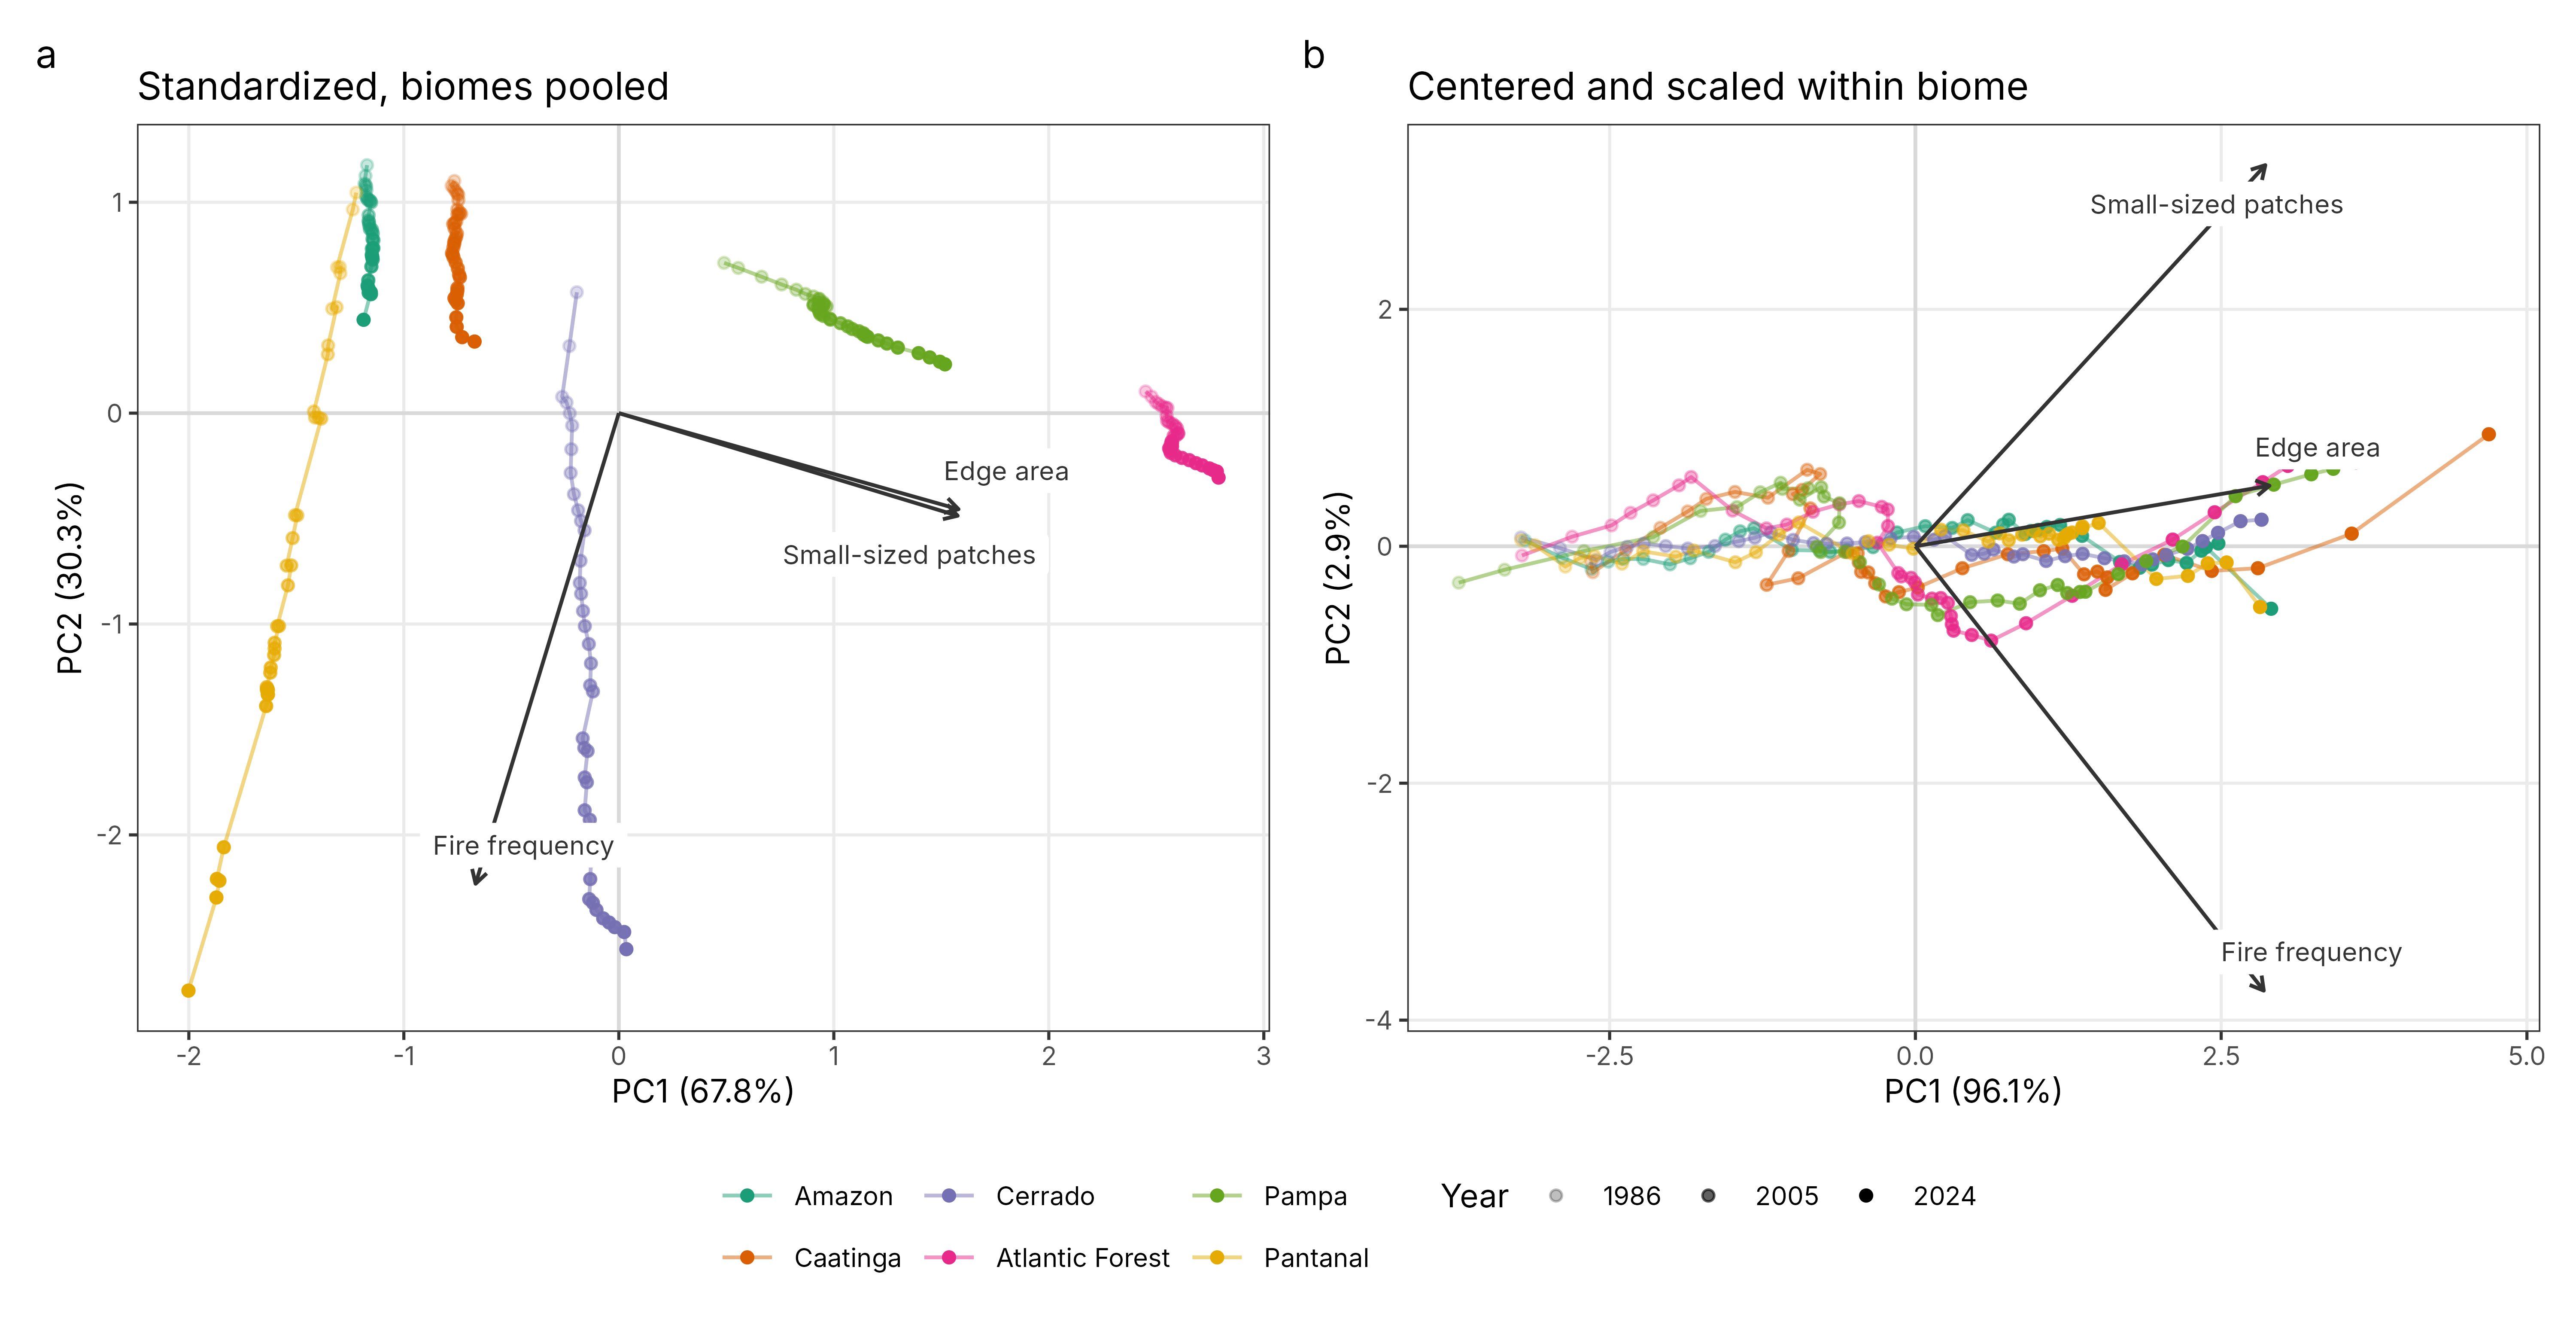 a
Standardized, biomes pooled
1
0
-1
-2
PC2 (30.3%)
Edge area
Small-sized patches
Fire frequency
-2
-1
0
1
2
3
PC1 (67.8%)
b
Centered and scaled within biome
2
0
-2
-4
PC2 (2.9%)
Small-sized patches
Edge area
Fire frequency
-2.5
0.0
2.5
5.0
PC1 (96.1%)
Amazon
Cerrado
Pampa
Caatinga
Atlantic Forest
Pantanal
Year
1986
2005
2024